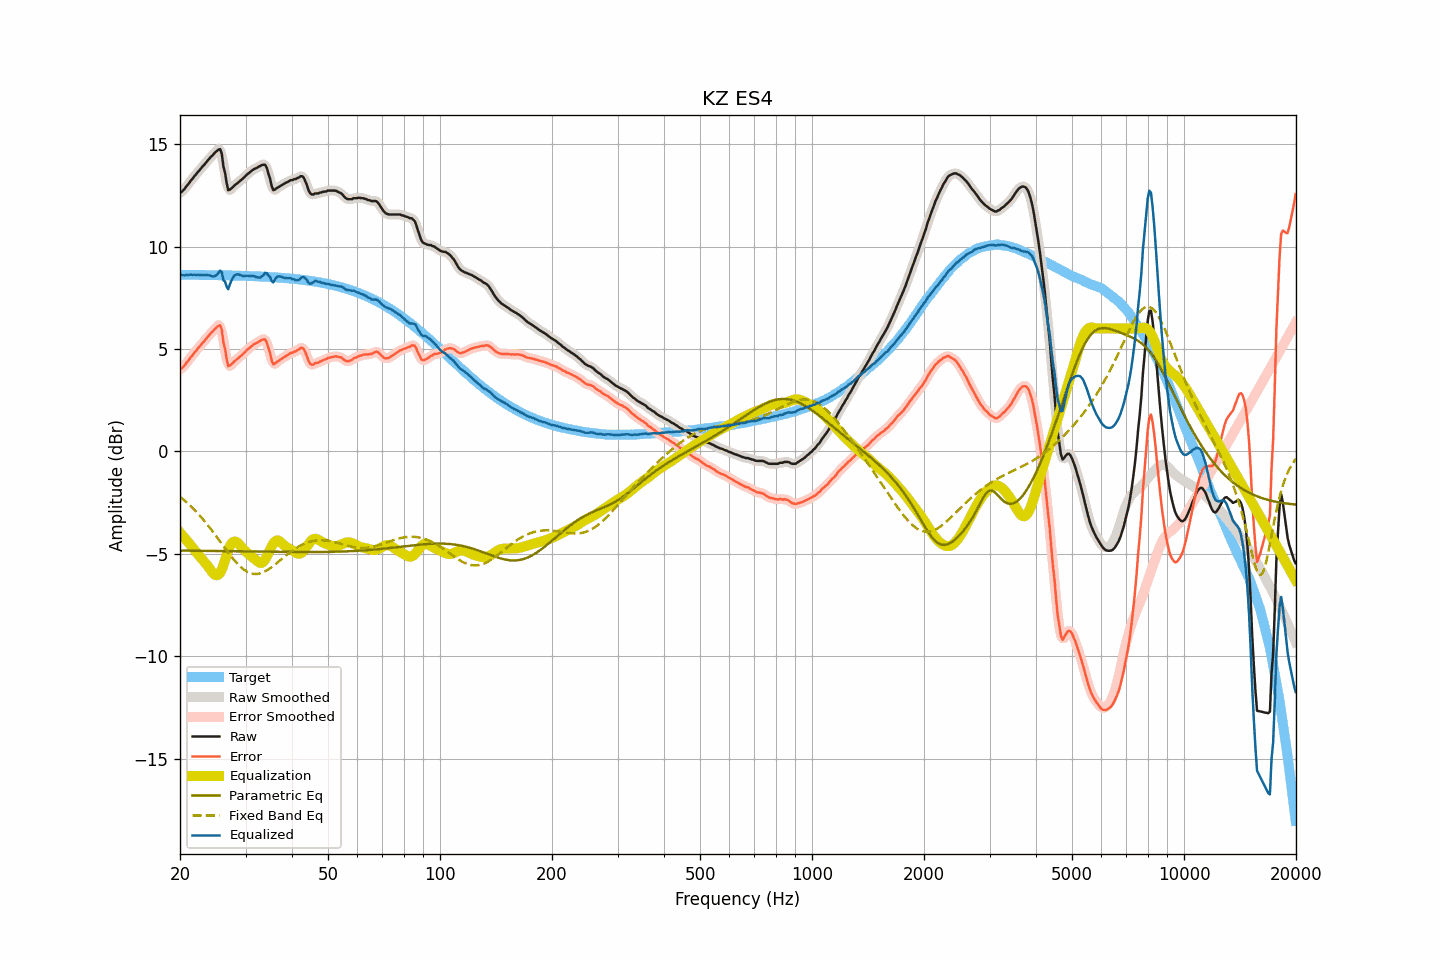 KZ ES4
Amplitude (dBr)
15
10
5
0
−5
−10
−15
Target
Raw Smoothed
Error Smoothed
Raw
Error
Equalization
Parametric Eq
Fixed Band Eq
Equalized
20 50 100 200 500 1000 2000 5000 10000 20000
Frequency (Hz)